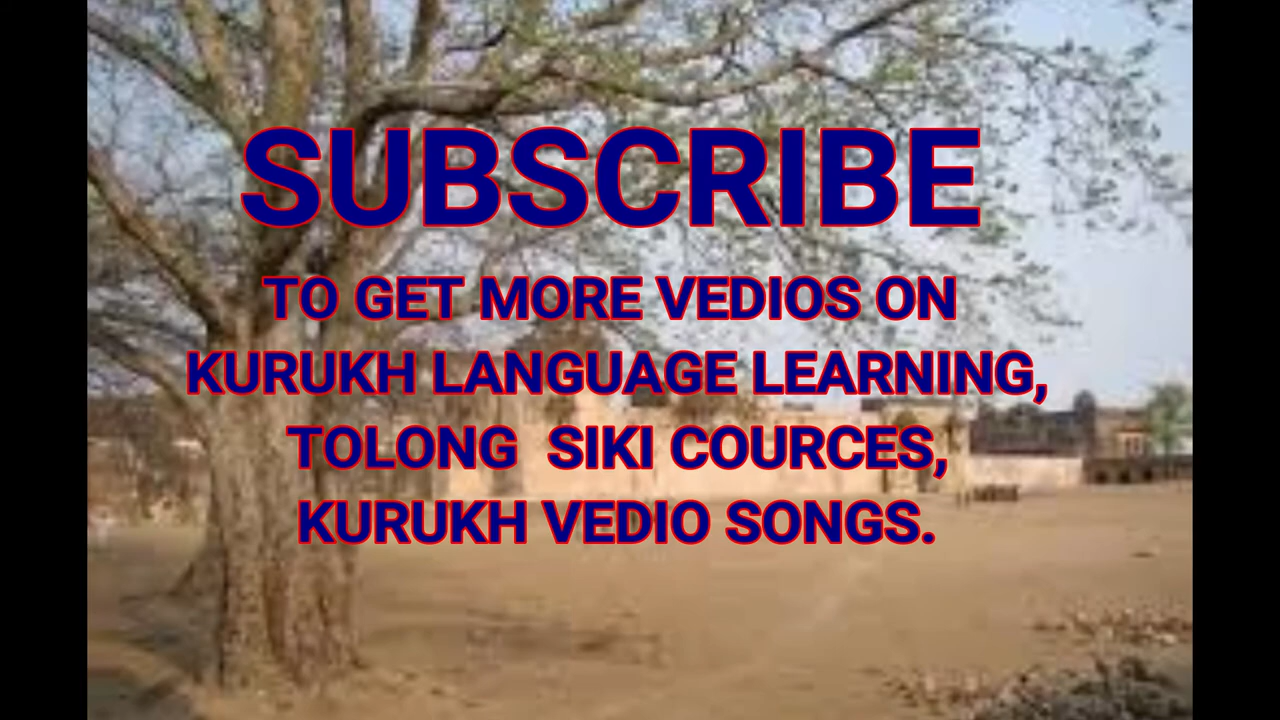 SUBSCRIBE
TO GET MORE VEDIOS ON
KURUKH LANGUAGE LEARNING,
TOLONG SIKI COURCES,
KURUKH VEDIO SONGS.